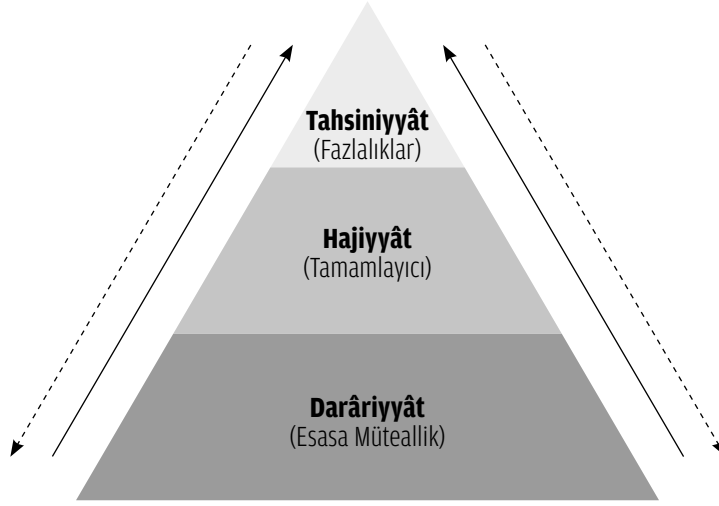 Tahsiniyyât
(Fazlalıklar)
Hajiyyât
(Tamamlayıcı)
Darâriyyât
(Esasa Müteallik)